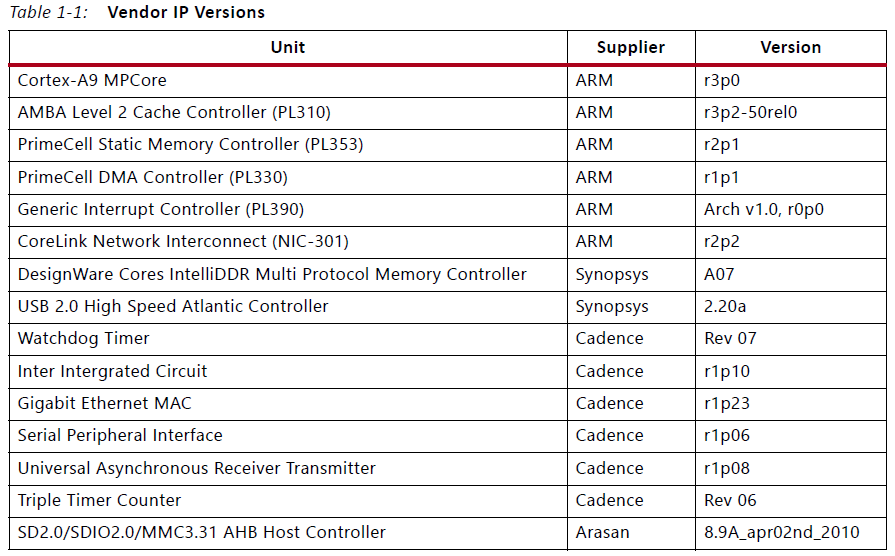 Table 1-1: Vendor IP Versions
Unit Supplier Version
Cortex-A9 MPCore ARM r3p0
AMBA Level 2 Cache Controller (PL310) ARM r3p2-50rel0
PrimeCell Static Memory Controller (PL353) ARM r2p1
PrimeCell DMA Controller (PL330) ARM r1p1
Generic Interrupt Controller (PL390) ARM Arch v1.0, r0p0
CoreLink Network Interconnect (NIC-301) ARM r2p2
DesignWare Cores IntelliDDR Multi Protocol Memory Controller Synopsys A07
USB 2.0 High Speed Atlantic Controller Synopsys 2.20a
Watchdog Timer Cadence Rev 07
Inter Intergrated Circuit Cadence r1p10
Gigabit Ethernet MAC Cadence r1p23
Serial Peripheral Interface Cadence r1p06
Universal Asynchronous Receiver Transmitter Cadence r1p08
Triple Timer Counter Cadence Rev 06
SD2.0/SDIO2.0/MMC3.31 AHB Host Controller Arasan 8.9A_apr02nd_2010